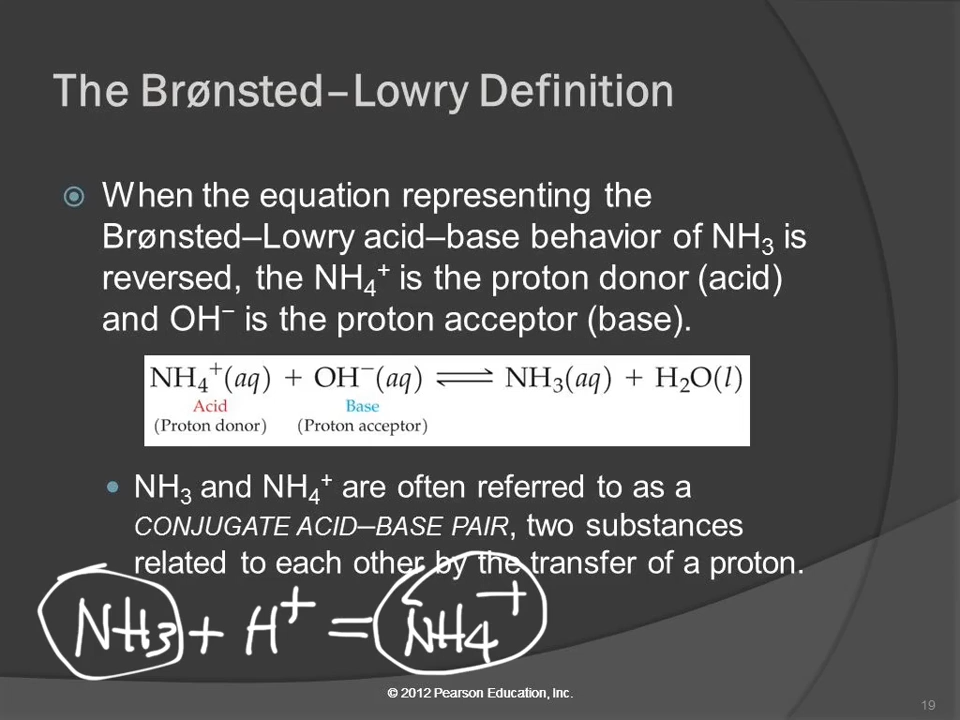 The Brønsted–Lowry Definition
When the equation representing the
Brønsted–Lowry acid–base behavior of NH₃ is
reversed, the NH₄⁺ is the proton donor (acid)
and OH⁻ is the proton acceptor (base).
NH₄⁺(aq) + OH⁻(aq) ⇌ NH₃(aq) + H₂O(l)
Acid Base
(Proton donor) (Proton acceptor)
NH₃ and NH₄⁺ are often referred to as a
CONJUGATE ACID–BASE PAIR, two substances
related to each other by the transfer of a proton.
NH3 + H⁺ = NH4⁺
© 2012 Pearson Education, Inc.
19